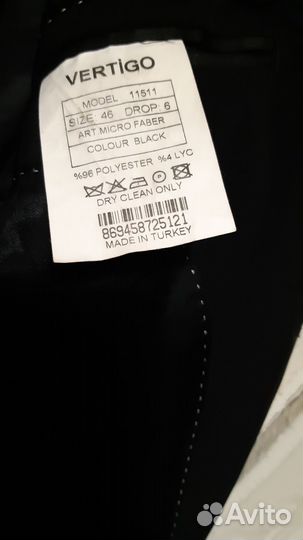 VERTİGO
MODEL 11511
SIZE: 46 DROP: 6
ART.MICRO FABER
COLOUR BLACK
%96 POLYESTER %4 LYC
DRY CLEAN ONLY
869458725121
MADE IN TURKEY
Avito